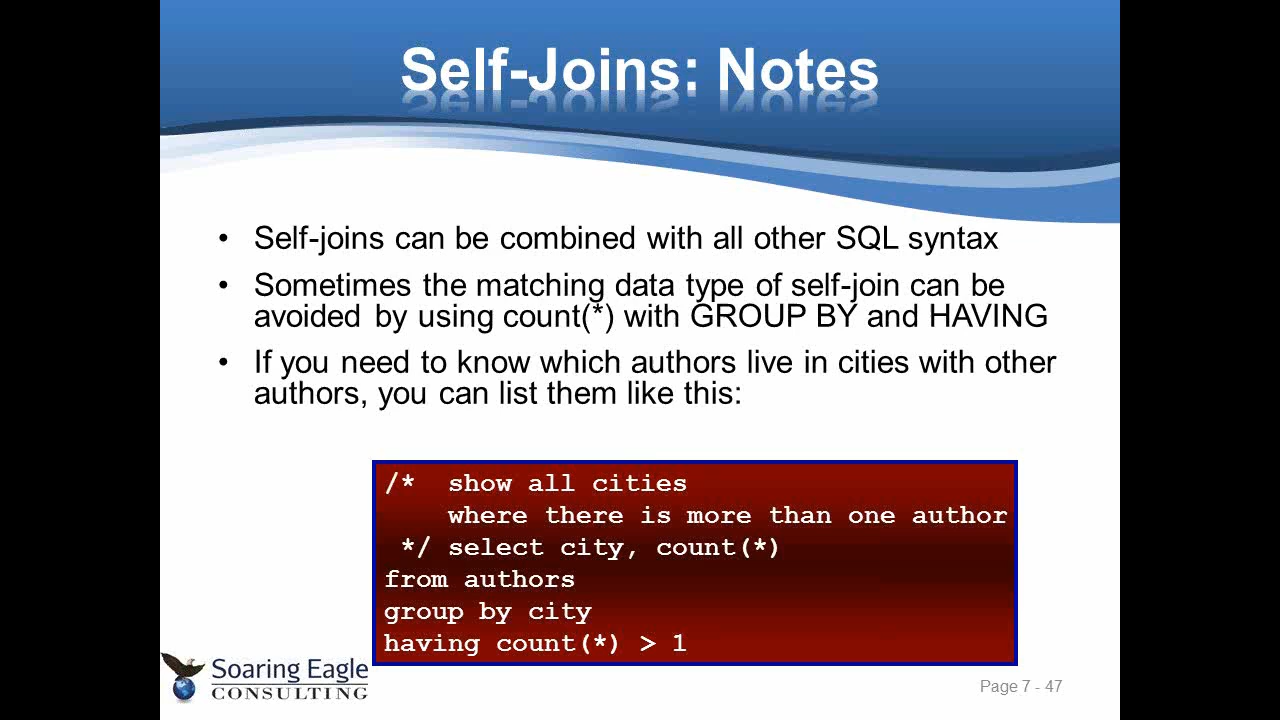 Self-Joins: Notes
• Self-joins can be combined with all other SQL syntax
• Sometimes the matching data type of self-join can be
avoided by using count(*) with GROUP BY and HAVING
• If you need to know which authors live in cities with other
authors, you can list them like this:
/*  show all cities
    where there is more than one author
 */ select city, count(*)
from authors
group by city
having count(*) > 1
Soaring Eagle
CONSULTING
Page 7 - 47